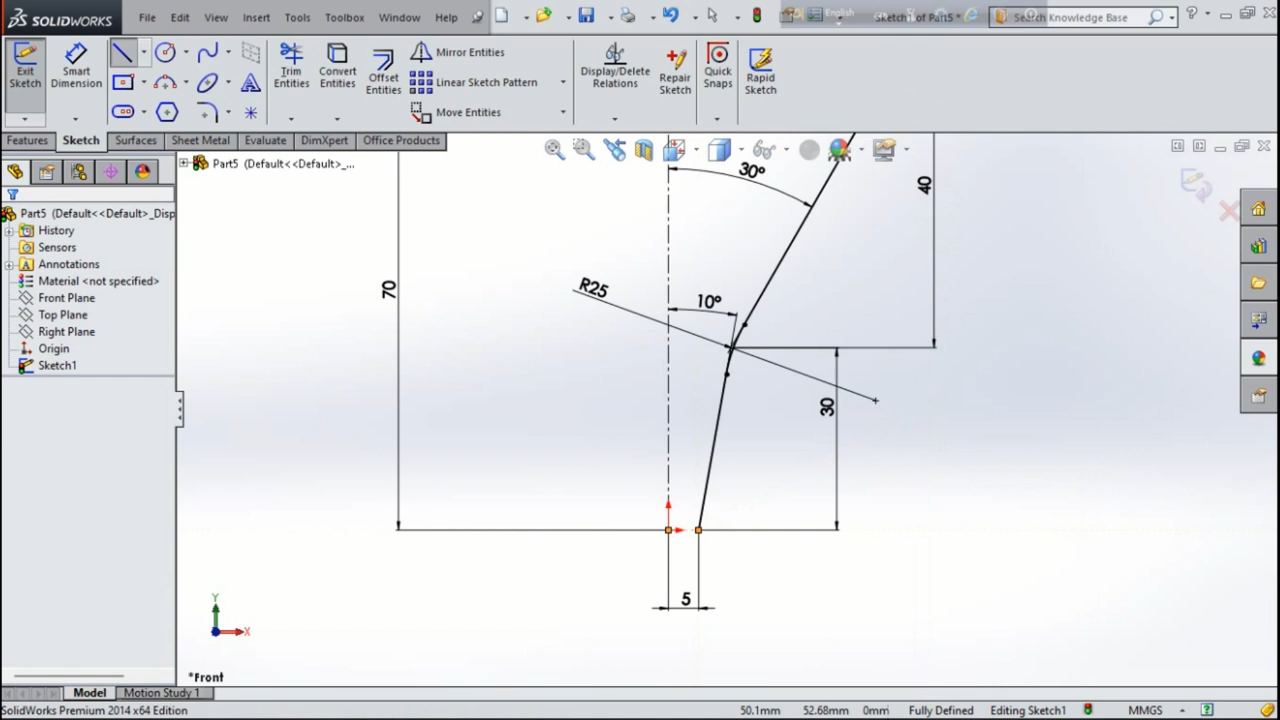 SOLIDWORKS File Edit View Insert Tools Toolbox Window Help English Sketch1 of Part5 * Search Knowledge Base
Exit Sketch
Smart Dimension
Trim Entities
Convert Entities
Offset Entities
Mirror Entities
Linear Sketch Pattern
Move Entities
Display/Delete Relations
Repair Sketch
Quick Snaps
Rapid Sketch
Features Sketch Surfaces Sheet Metal Evaluate DimXpert Office Products
Part5 (Default<<Default>_...
Part5 (Default<<Default>_Disp
History
Sensors
Annotations
Material <not specified>
Front Plane
Top Plane
Right Plane
Origin
Sketch1
30°
40
70
R25
10°
30
5
Y
X
*Front
Model Motion Study 1
SolidWorks Premium 2014 x64 Edition 50.1mm 52.68mm 0mm Fully Defined Editing Sketch1 MMGS